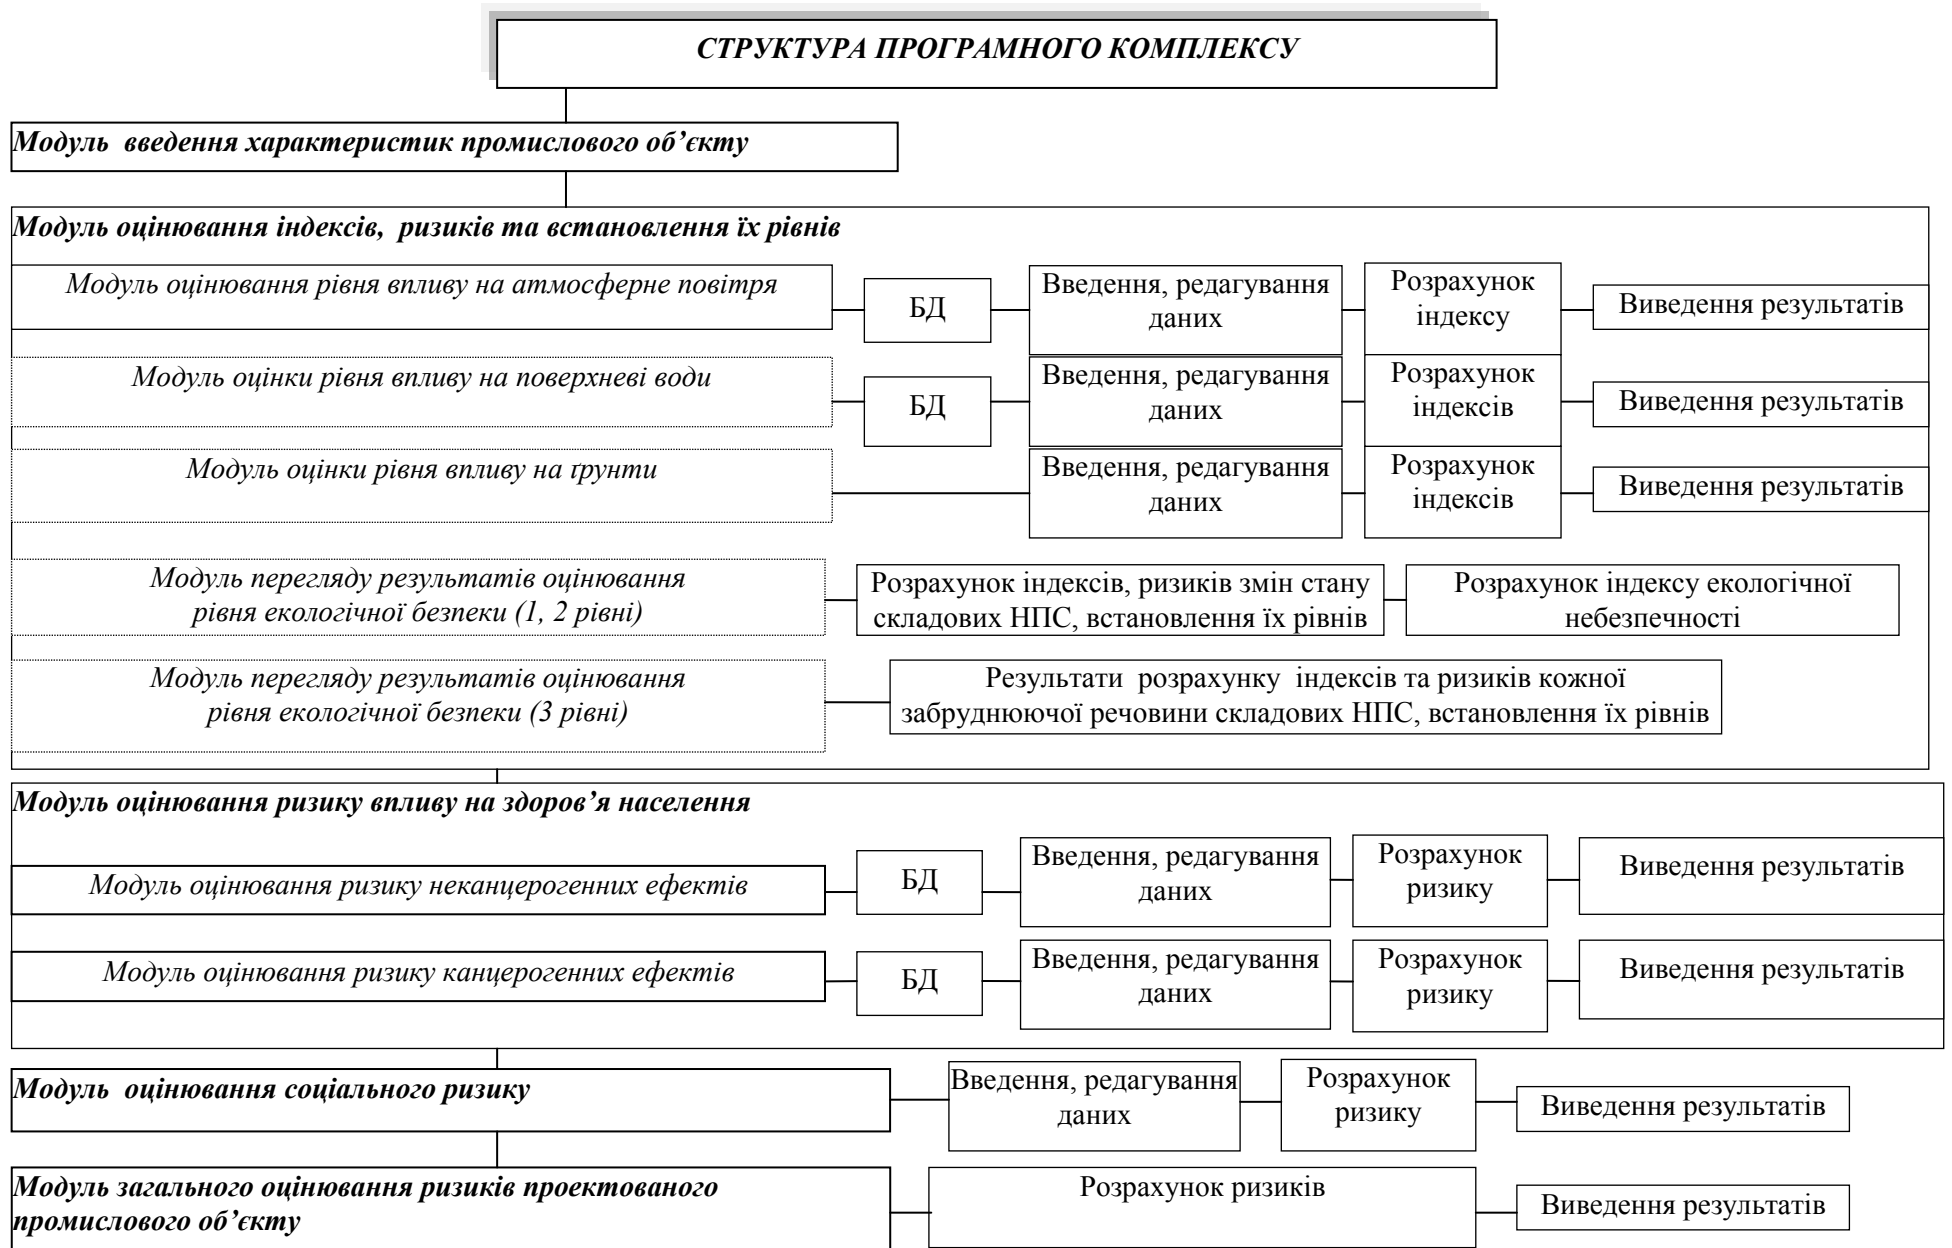 СТРУКТУРА ПРОГРАМНОГО КОМПЛЕКСУ
Модуль введення характеристик промислового об’єкту
Модуль оцінювання індексів, ризиків та встановлення їх рівнів
Модуль оцінювання рівня впливу на атмосферне повітря
БД
Введення, редагування
даних
Розрахунок
індексу
Виведення результатів
Модуль оцінки рівня впливу на поверхневі води
БД
Введення, редагування
даних
Розрахунок
індексів
Виведення результатів
Модуль оцінки рівня впливу на ґрунти
Введення, редагування
даних
Розрахунок
індексів
Виведення результатів
Модуль перегляду результатів оцінювання
рівня екологічної безпеки (1, 2 рівні)
Розрахунок індексів, ризиків змін стану
складових НПС, встановлення їх рівнів
Розрахунок індексу екологічної
небезпечності
Модуль перегляду результатів оцінювання
рівня екологічної безпеки (3 рівні)
Результати розрахунку індексів та ризиків кожної
забруднюючої речовини складових НПС, встановлення їх рівнів
Модуль оцінювання ризику впливу на здоров’я населення
Модуль оцінювання ризику неканцерогенних ефектів
БД
Введення, редагування
даних
Розрахунок
ризику
Виведення результатів
Модуль оцінювання ризику канцерогенних ефектів
БД
Введення, редагування
даних
Розрахунок
ризику
Виведення результатів
Модуль оцінювання соціального ризику
Введення, редагування
даних
Розрахунок
ризику
Виведення результатів
Модуль загального оцінювання ризиків проектованого
промислового об’єкту
Розрахунок ризиків
Виведення результатів